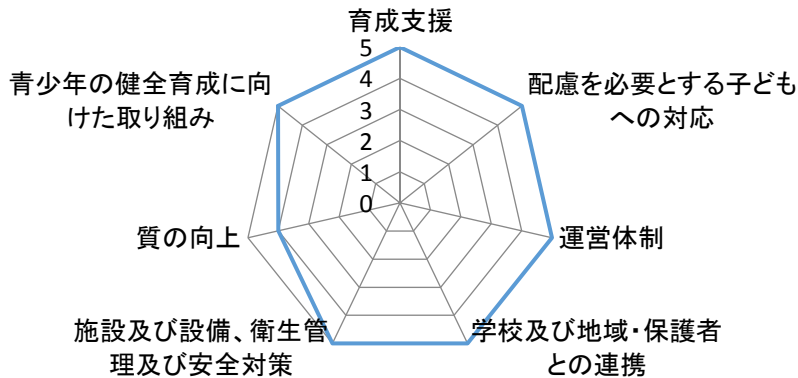 育成支援
5
4
3
2
1
0
青少年の健全育成に向
けた取り組み
配慮を必要とする子ども
への対応
質の向上
運営体制
施設及び設備、衛生管
理及び安全対策
学校及び地域・保護者
との連携